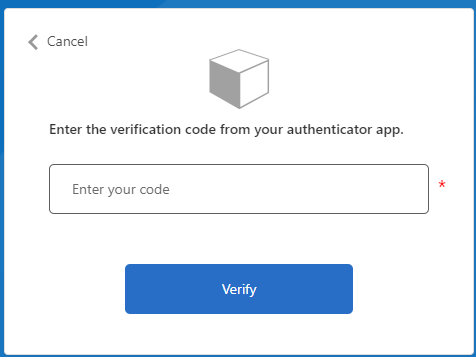 Cancel
Enter the verification code from your authenticator app.
Enter your code
*
Verify